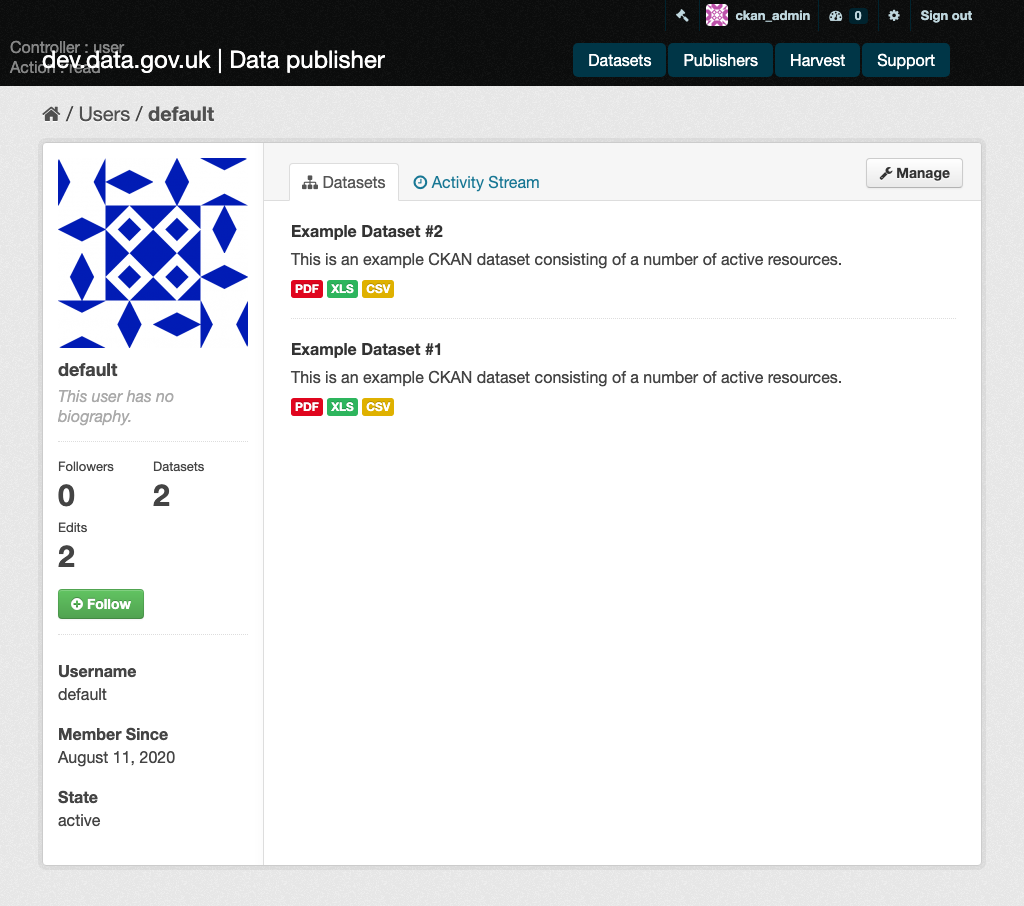 ckan_admin 0 Sign out
Controller : user
Action : read
dev.data.gov.uk | Data publisher
Datasets Publishers Harvest Support
/ Users / default
Datasets Activity Stream Manage
default
This user has no
biography.
Followers Datasets
0 2
Edits
2
Follow
Username
default
Member Since
August 11, 2020
State
active
Example Dataset #2
This is an example CKAN dataset consisting of a number of active resources.
PDF XLS CSV
Example Dataset #1
This is an example CKAN dataset consisting of a number of active resources.
PDF XLS CSV